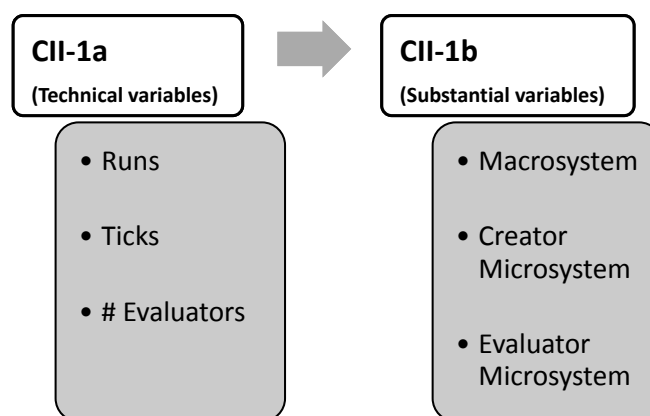 CII-1a
(Technical variables)
• Runs
• Ticks
• # Evaluators
CII-1b
(Substantial variables)
• Macrosystem
• Creator
Microsystem
• Evaluator
Microsystem